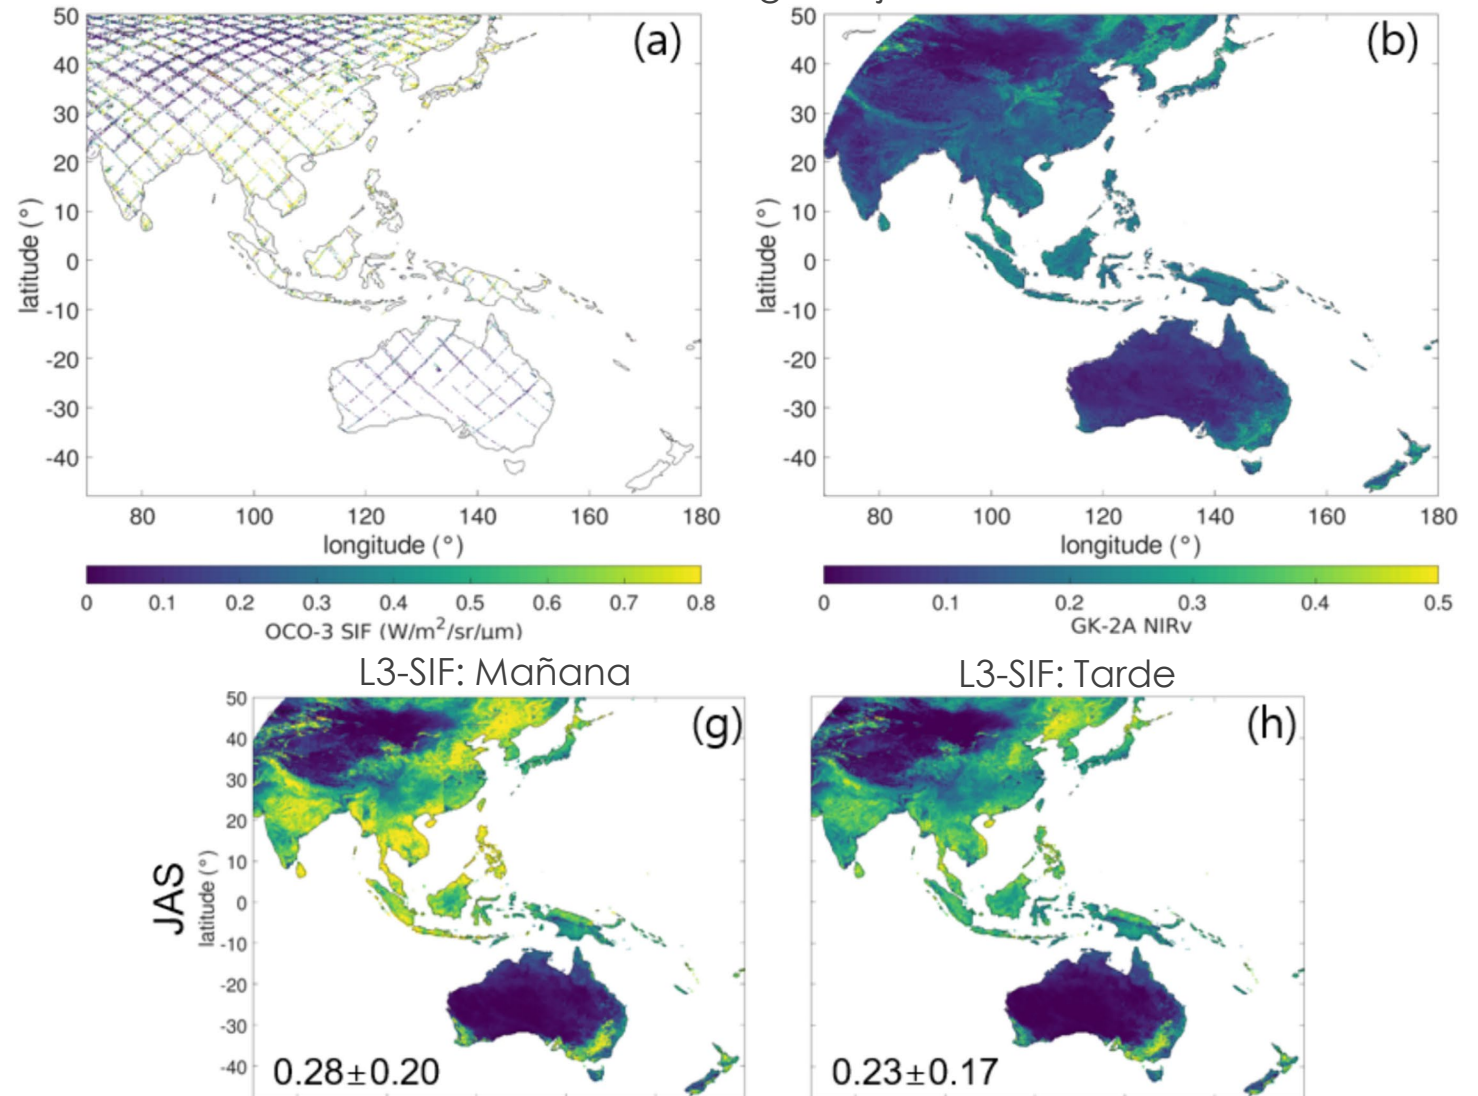 (a)
50
40
30
20
10
0
-10
-20
-30
-40
latitude (°)
80 100 120 140 160 180
longitude (°)
0 0.1 0.2 0.3 0.4 0.5 0.6 0.7 0.8
OCO-3 SIF (W/m²/sr/μm)
(b)
50
40
30
20
10
0
-10
-20
-30
-40
latitude (°)
80 100 120 140 160 180
longitude (°)
0 0.1 0.2 0.3 0.4 0.5
GK-2A NIRv
L3-SIF: Mañana
(g)
JAS
50
40
30
20
10
0
-10
-20
-30
-40
latitude (°)
0.28±0.20
L3-SIF: Tarde
(h)
0.23±0.17